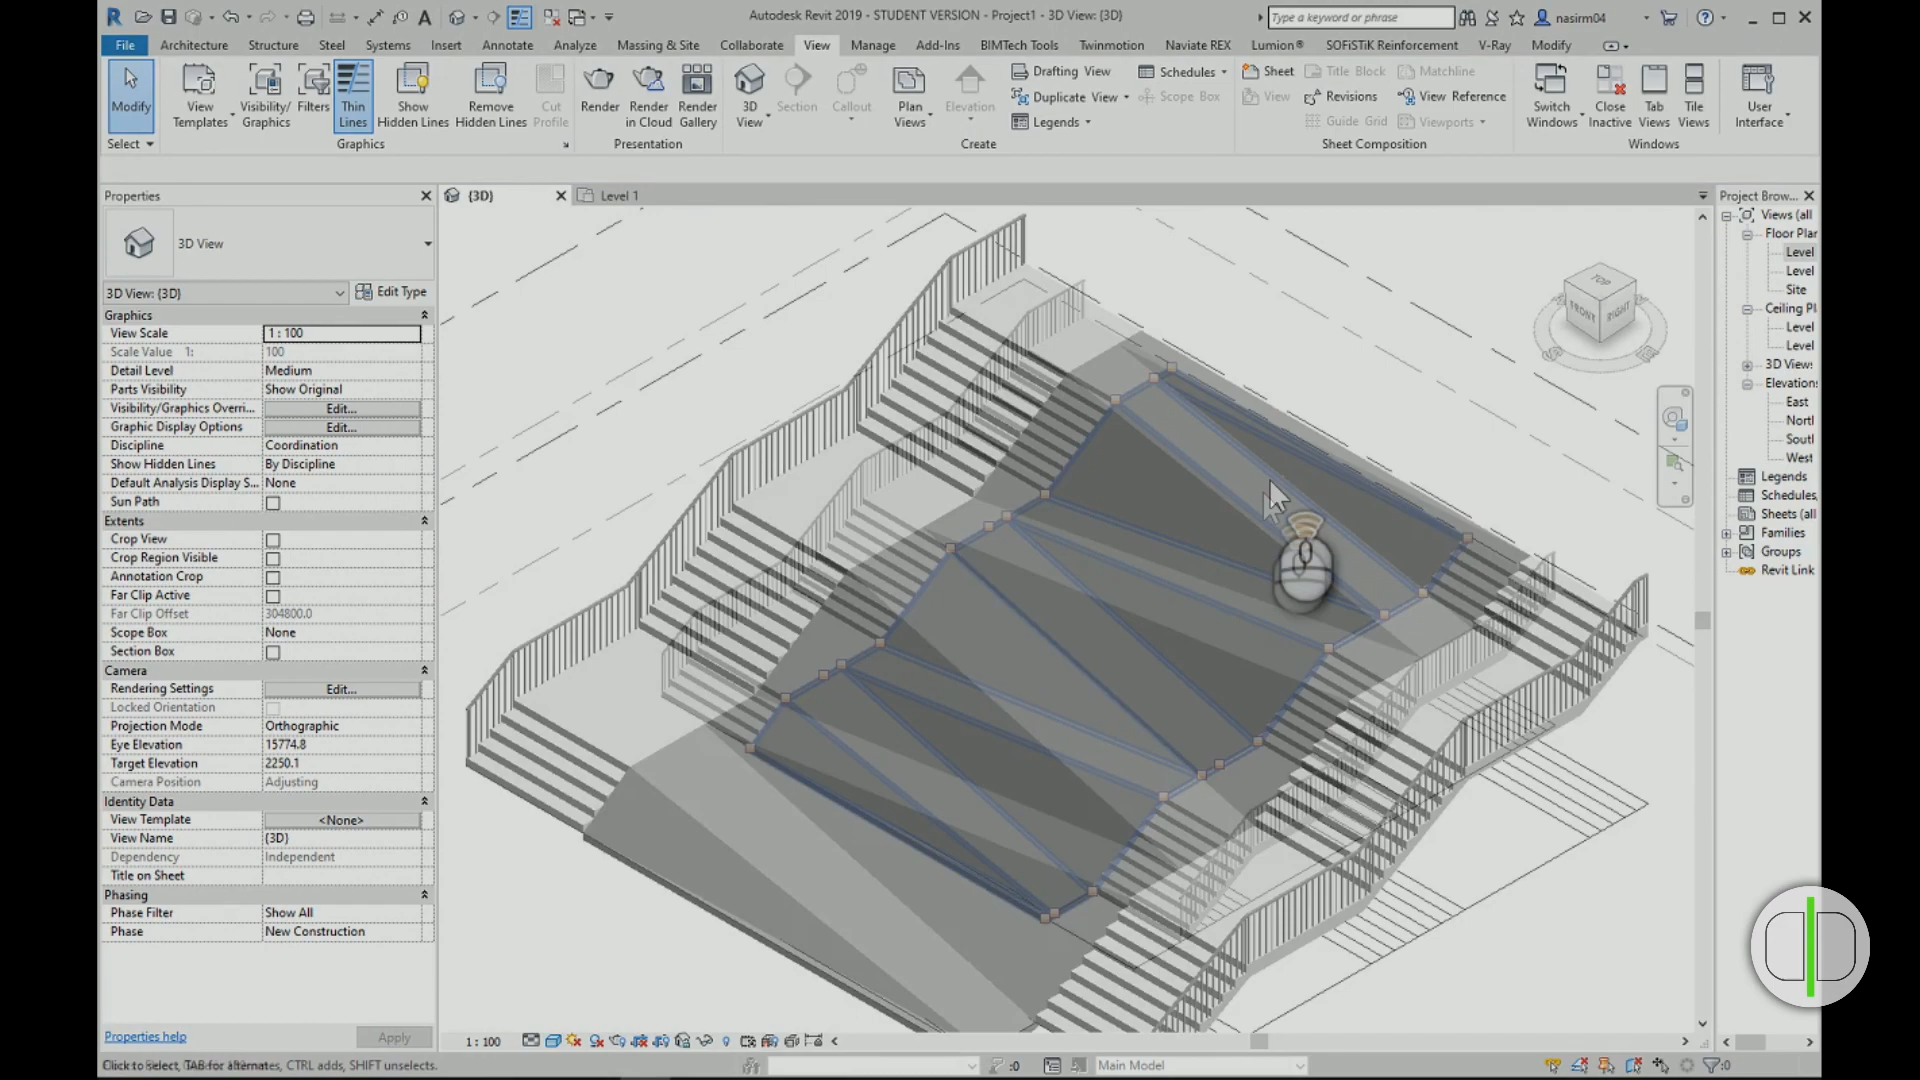 Autodesk Revit 2019 - STUDENT VERSION - Project1 - 3D View: {3D}
Type a keyword or phrase
nasirm04
File Architecture Structure Steel Systems Insert Annotate Analyze Massing & Site Collaborate View Manage Add-Ins BIMTech Tools Twinmotion Naviate REX Lumion® SOFiSTiK Reinforcement V-Ray Modify
Modify
View Templates
Visibility/ Graphics
Filters
Thin Lines
Show Hidden Lines
Remove Hidden Lines
Cut Profile
Render
Render in Cloud
Render Gallery
3D View
Section
Callout
Plan Views
Elevation
Drafting View
Duplicate View
Legends
Schedules
Scope Box
Sheet
View
Title Block
Revisions
Guide Grid
Matchline
View Reference
Viewports
Switch Windows
Close Inactive
Tab Views
Tile Views
User Interface
Select
Graphics
Presentation
Create
Sheet Composition
Windows
Properties
{3D}
Level 1
Project Brow...
3D View
3D View: {3D}
Edit Type
Graphics
View Scale 1 : 100
Scale Value 1: 100
Detail Level Medium
Parts Visibility Show Original
Visibility/Graphics Overri... Edit...
Graphic Display Options Edit...
Discipline Coordination
Show Hidden Lines By Discipline
Default Analysis Display S... None
Sun Path
Extents
Crop View
Crop Region Visible
Annotation Crop
Far Clip Active
Far Clip Offset 304800.0
Scope Box None
Section Box
Camera
Rendering Settings Edit...
Locked Orientation
Projection Mode Orthographic
Eye Elevation 15774.8
Target Elevation 2250.1
Camera Position Adjusting
Identity Data
View Template <None>
View Name {3D}
Dependency Independent
Title on Sheet
Phasing
Phase Filter Show All
Phase New Construction
Properties help
Apply
TOP
FRONT
RIGHT
Views (all
Floor Plan
Level
Level
Site
Ceiling Pl
Level
Level
3D View:
Elevations
East
Nortl
Soutl
West
Legends
Schedules,
Sheets (all
Families
Groups
Revit Link
1 : 100
Click to Select, TAB for alternates, CTRL adds, SHIFT unselects.
:0
Main Model
:0